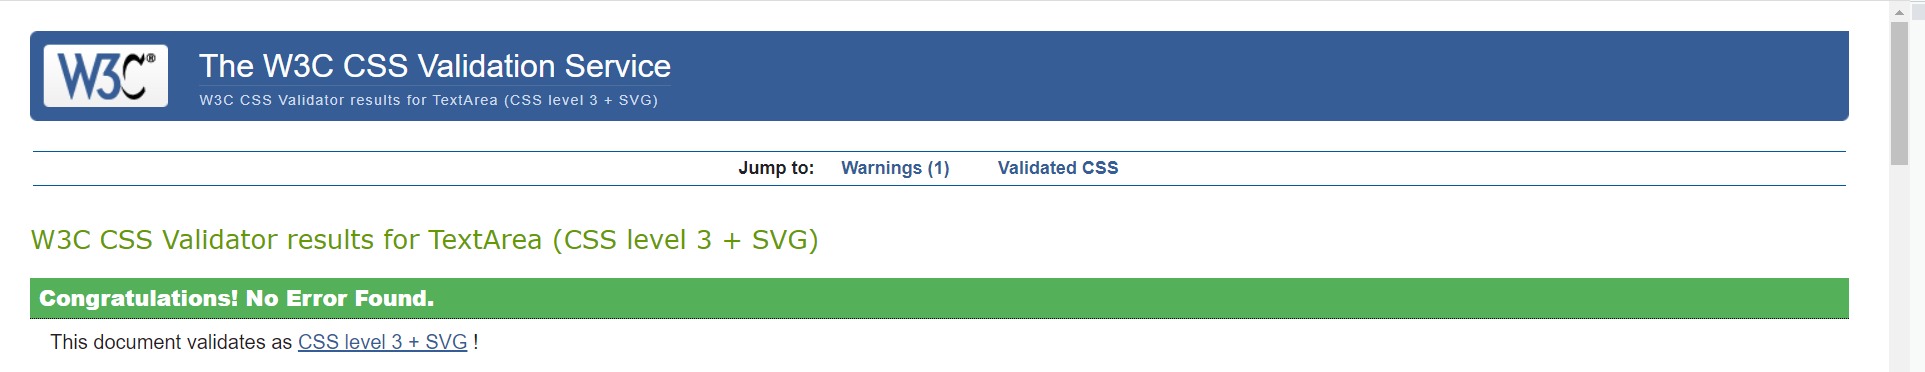 W3C®
The W3C CSS Validation Service
W3C CSS Validator results for TextArea (CSS level 3 + SVG)
Jump to: Warnings (1) Validated CSS
W3C CSS Validator results for TextArea (CSS level 3 + SVG)
Congratulations! No Error Found.
This document validates as CSS level 3 + SVG !